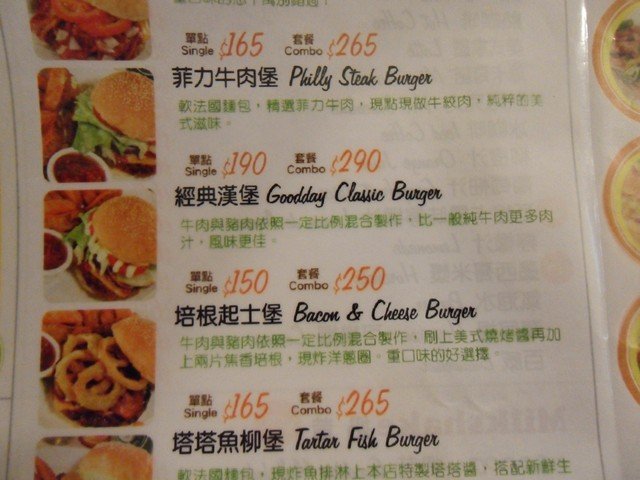 單點 Single $165 套餐 Combo $265
菲力牛肉堡 Philly Steak Burger
軟法國麵包，精選菲力牛肉，現點現做牛絞肉，純粹的美
式滋味。
單點 Single $190 套餐 Combo $290
經典漢堡 Goodday Classic Burger
牛肉與豬肉依照一定比例混合製作，比一般純牛肉更多肉
汁，風味更佳。
單點 Single $150 套餐 Combo $250
培根起士堡 Bacon & Cheese Burger
牛肉與豬肉依照一定比例混合製作，刷上美式燒烤醬再加
上兩片焦香培根，現炸洋蔥圈。重口味的好選擇。
單點 Single $165 套餐 Combo $265
塔塔魚柳堡 Tartar Fish Burger
軟法國麵包，現炸魚排淋上本店特製塔塔醬，搭配新鮮生